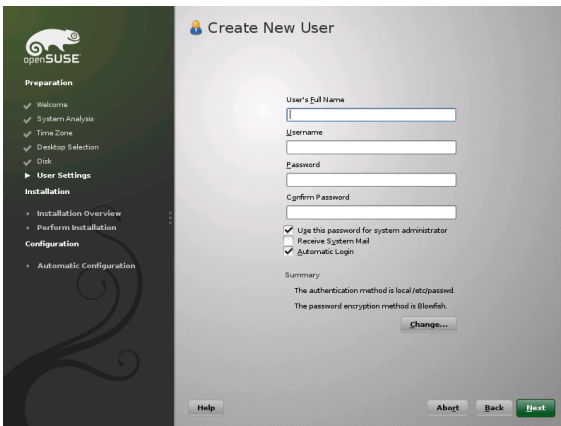 openSUSE
Preparation
Welcome
System Analysis
Time Zone
Desktop Selection
Disk
User Settings
Installation
Installation Overview
Perform Installation
Configuration
Automatic Configuration
Create New User
User's Full Name
Username
Password
Confirm Password
Use this password for system administrator
Receive System Mail
Automatic Login
Summary
The authentication method is local /etc/passwd.
The password encryption method is Blowfish.
Change...
Help
Abort
Back
Next